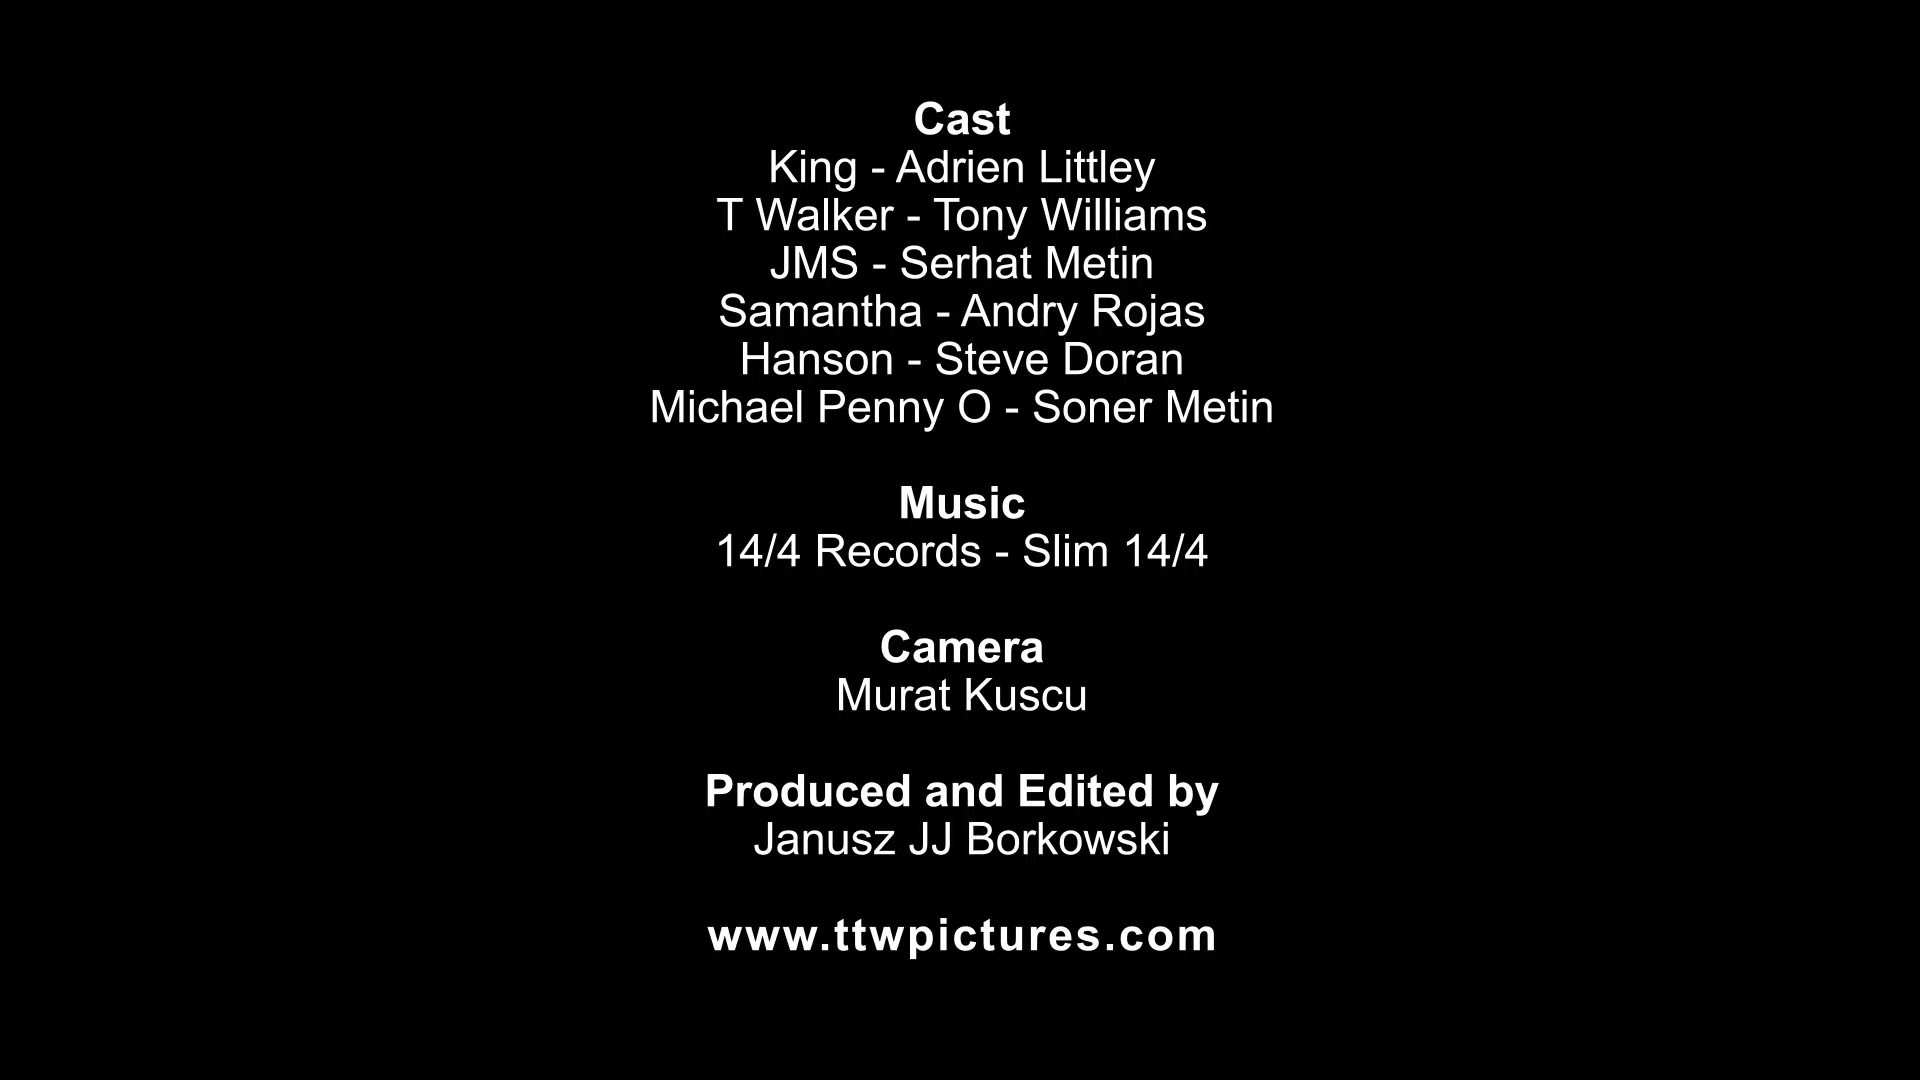 Cast
King - Adrien Littley
T Walker - Tony Williams
JMS - Serhat Metin
Samantha - Andry Rojas
Hanson - Steve Doran
Michael Penny O - Soner Metin
Music
14/4 Records - Slim 14/4
Camera
Murat Kuscu
Produced and Edited by
Janusz JJ Borkowski
www.ttwpictures.com